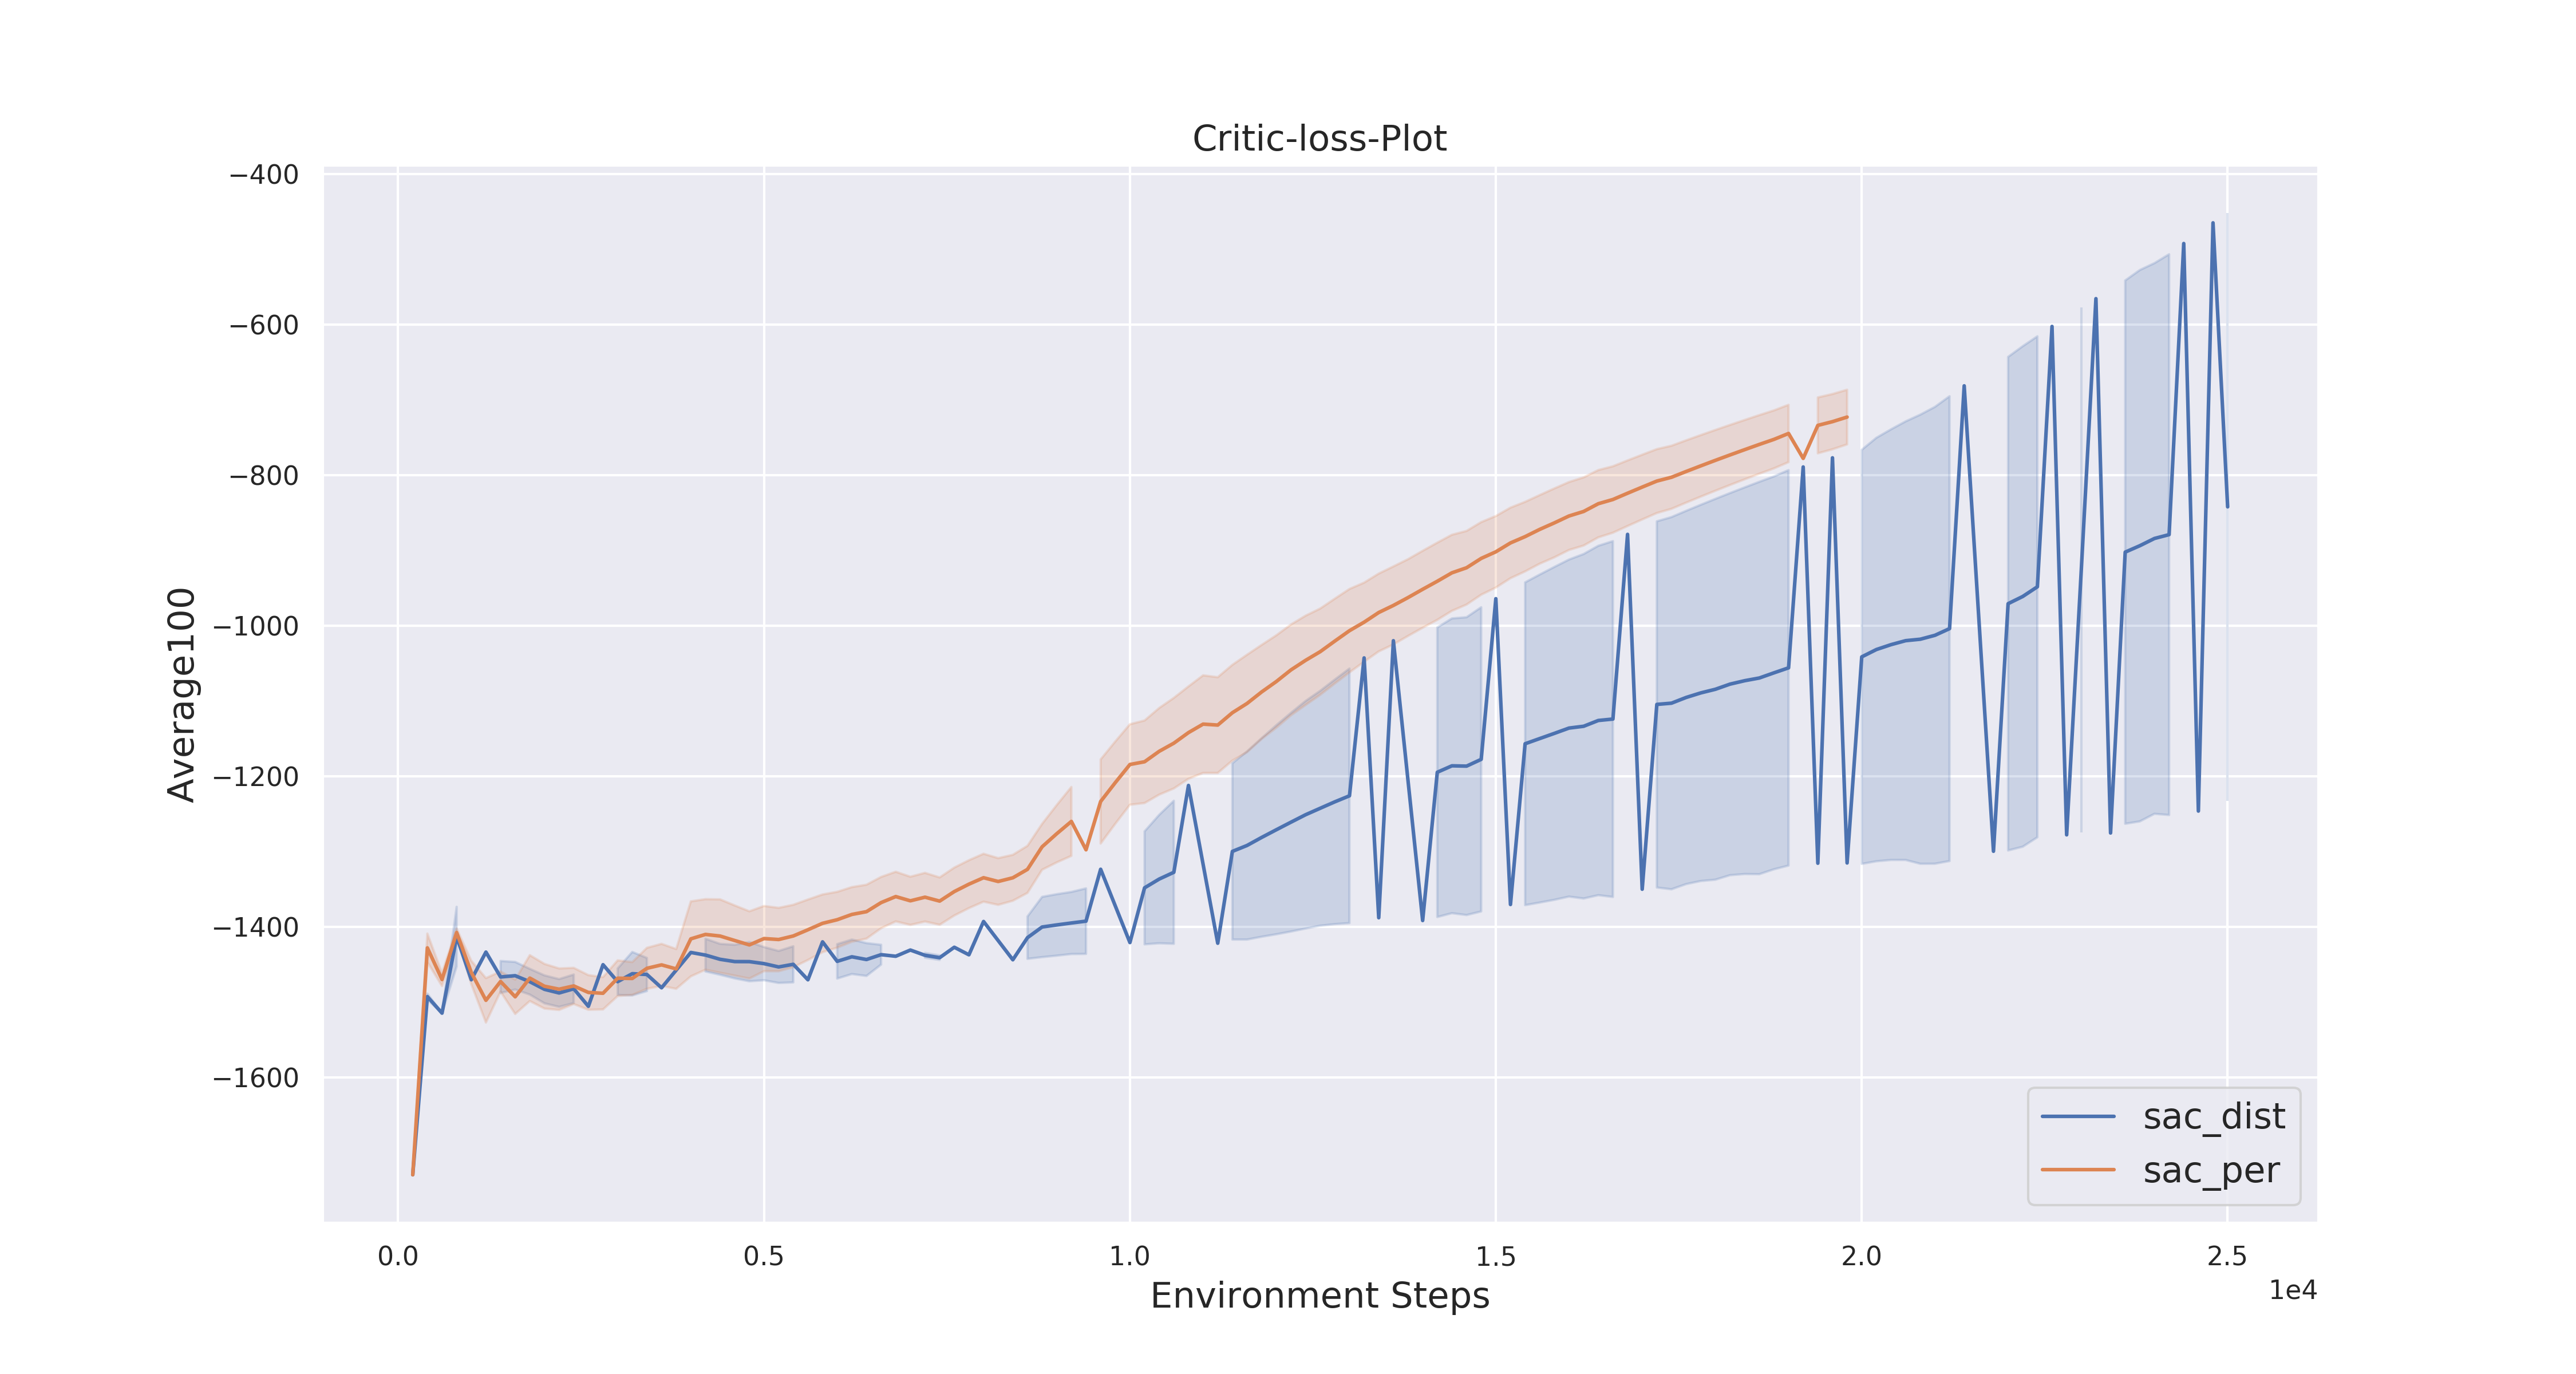 Critic-loss-Plot
−400
−600
−800
−1000
−1200
−1400
−1600
Average100
0.0 0.5 1.0 1.5 2.0 2.5
1e4
Environment Steps
sac_dist
sac_per